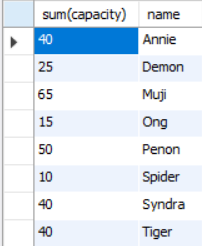 sum(capacity) name
40 Annie
25 Demon
65 Muji
15 Ong
50 Penon
10 Spider
40 Syndra
40 Tiger